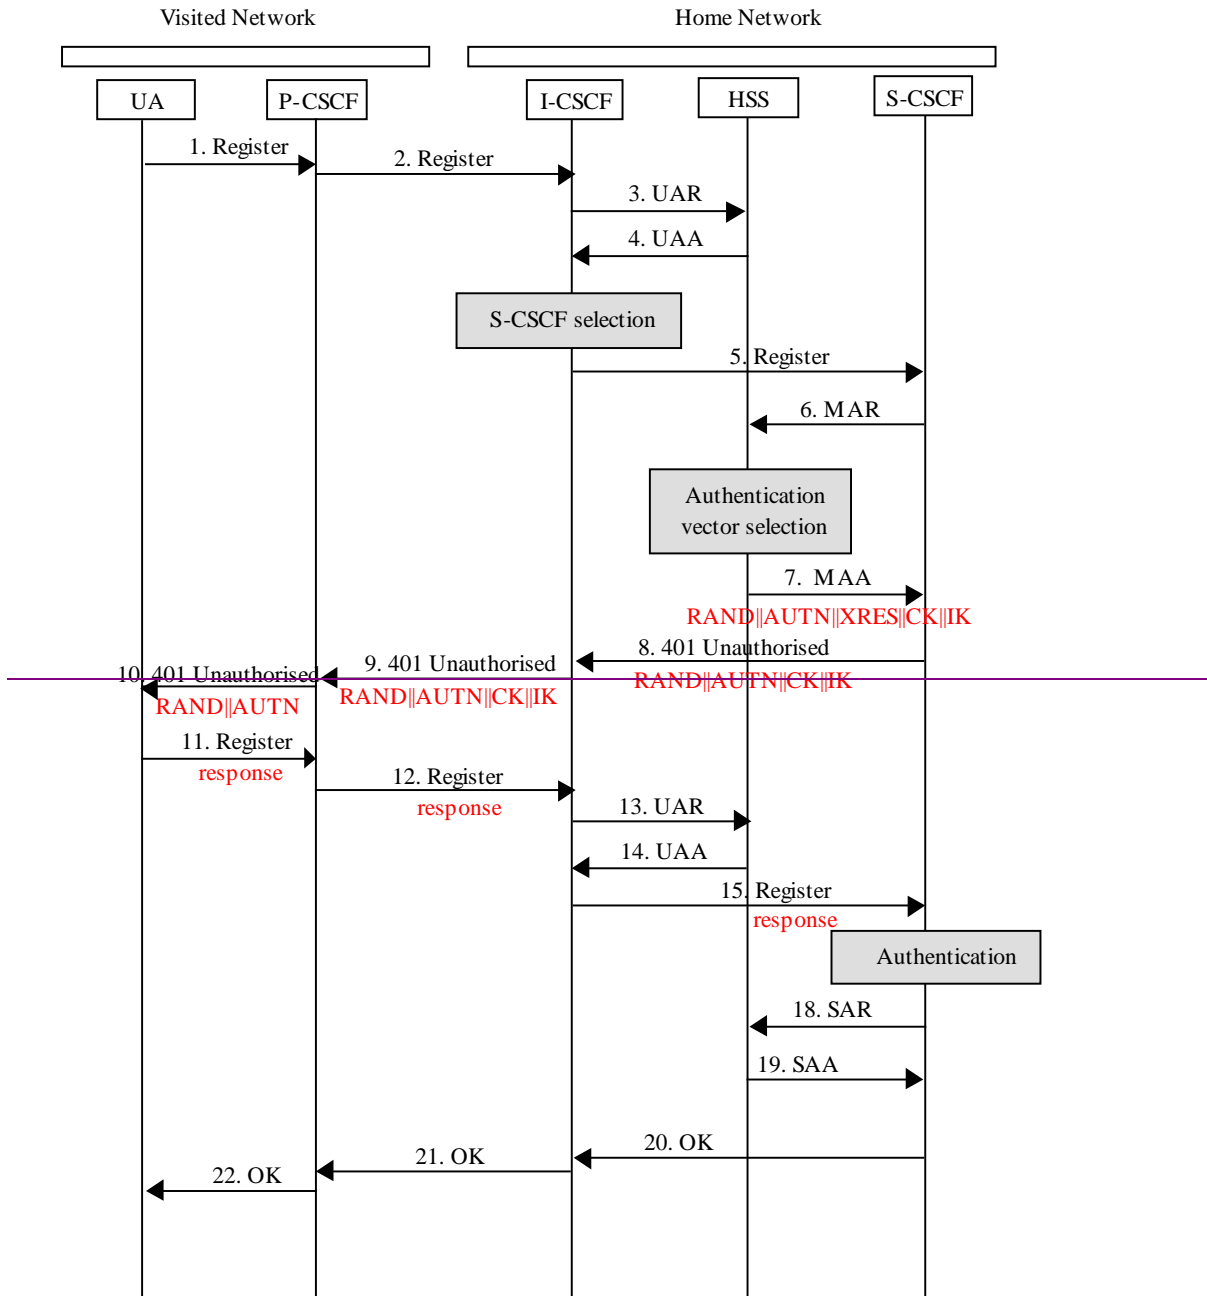 Visited Network
Home Network
UA
P-CSCF
I-CSCF
HSS
S-CSCF
1. Register
2. Register
3. UAR
4. UAA
S-CSCF selection
5. Register
6. MAR
Authentication
vector selection
7. MAA
RAND||AUTN||XRES||CK||IK
8. 401 Unauthorised
RAND||AUTN||CK||IK
9. 401 Unauthorised
RAND||AUTN||CK||IK
10. 401 Unauthorised
RAND||AUTN
11. Register
response
12. Register
response
13. UAR
14. UAA
15. Register
response
Authentication
18. SAR
19. SAA
20. OK
21. OK
22. OK